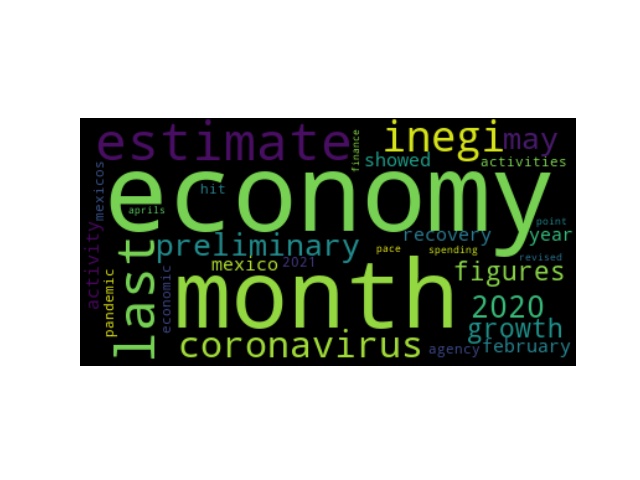 estimate
finance
inegi
may
showed
activities
mexicos
economy
hit
aprils
point
year
activity
last
preliminary
recovery
pace
spending
revised
mexico
2021
figures
pandemic
economic
month
2020
growth
coronavirus
agency
february